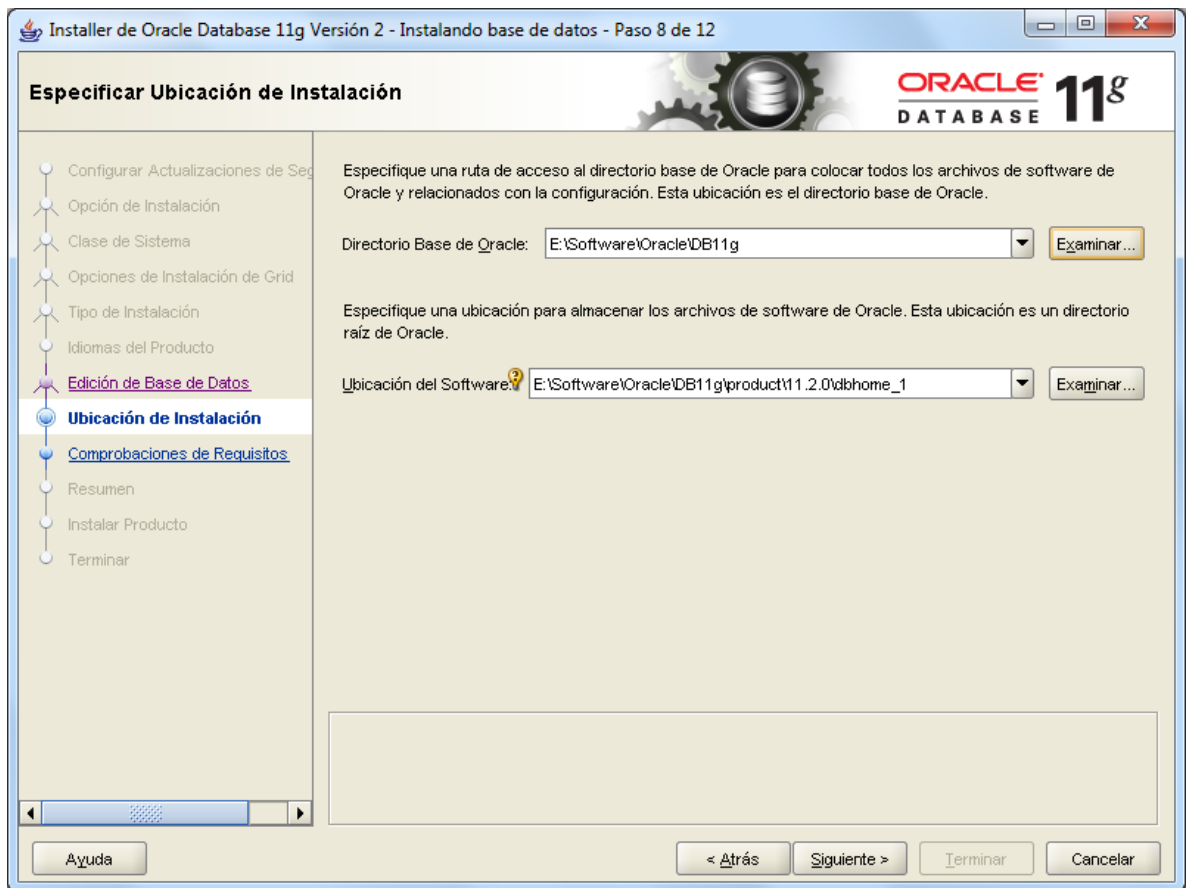 Installer de Oracle Database 11g Versión 2 - Instalando base de datos - Paso 8 de 12
Especificar Ubicación de Instalación
ORACLE
DATABASE
11g
Configurar Actualizaciones de Seg
Opción de Instalación
Clase de Sistema
Opciones de Instalación de Grid
Tipo de Instalación
Idiomas del Producto
Edición de Base de Datos
Ubicación de Instalación
Comprobaciones de Requisitos
Resumen
Instalar Producto
Terminar
Especifique una ruta de acceso al directorio base de Oracle para colocar todos los archivos de software de
Oracle y relacionados con la configuración. Esta ubicación es el directorio base de Oracle.
Directorio Base de Oracle: E:\Software\Oracle\DB11g Examinar...
Especifique una ubicación para almacenar los archivos de software de Oracle. Esta ubicación es un directorio
raíz de Oracle.
Ubicación del Software: E:\Software\Oracle\DB11g\product\11.2.0\dbhome_1 Examinar...
Ayuda < Atrás Siguiente > Terminar Cancelar